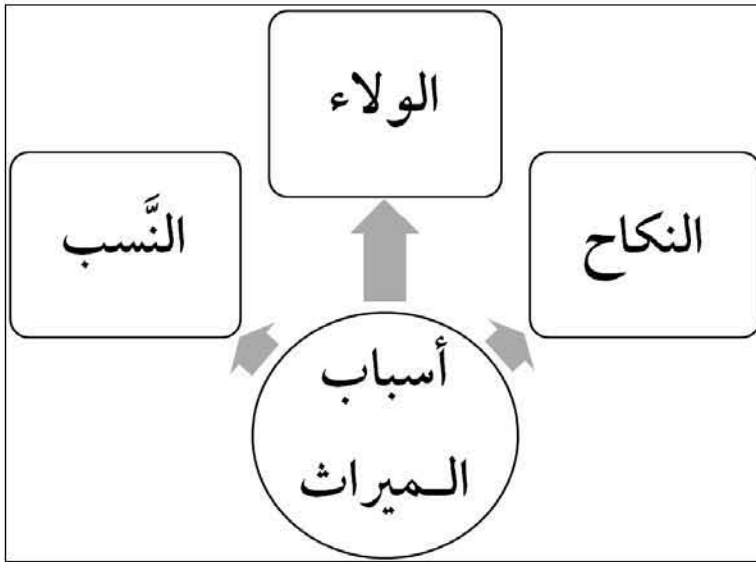 الولاء
النكاح
النَّسب
أسباب
الـميراث